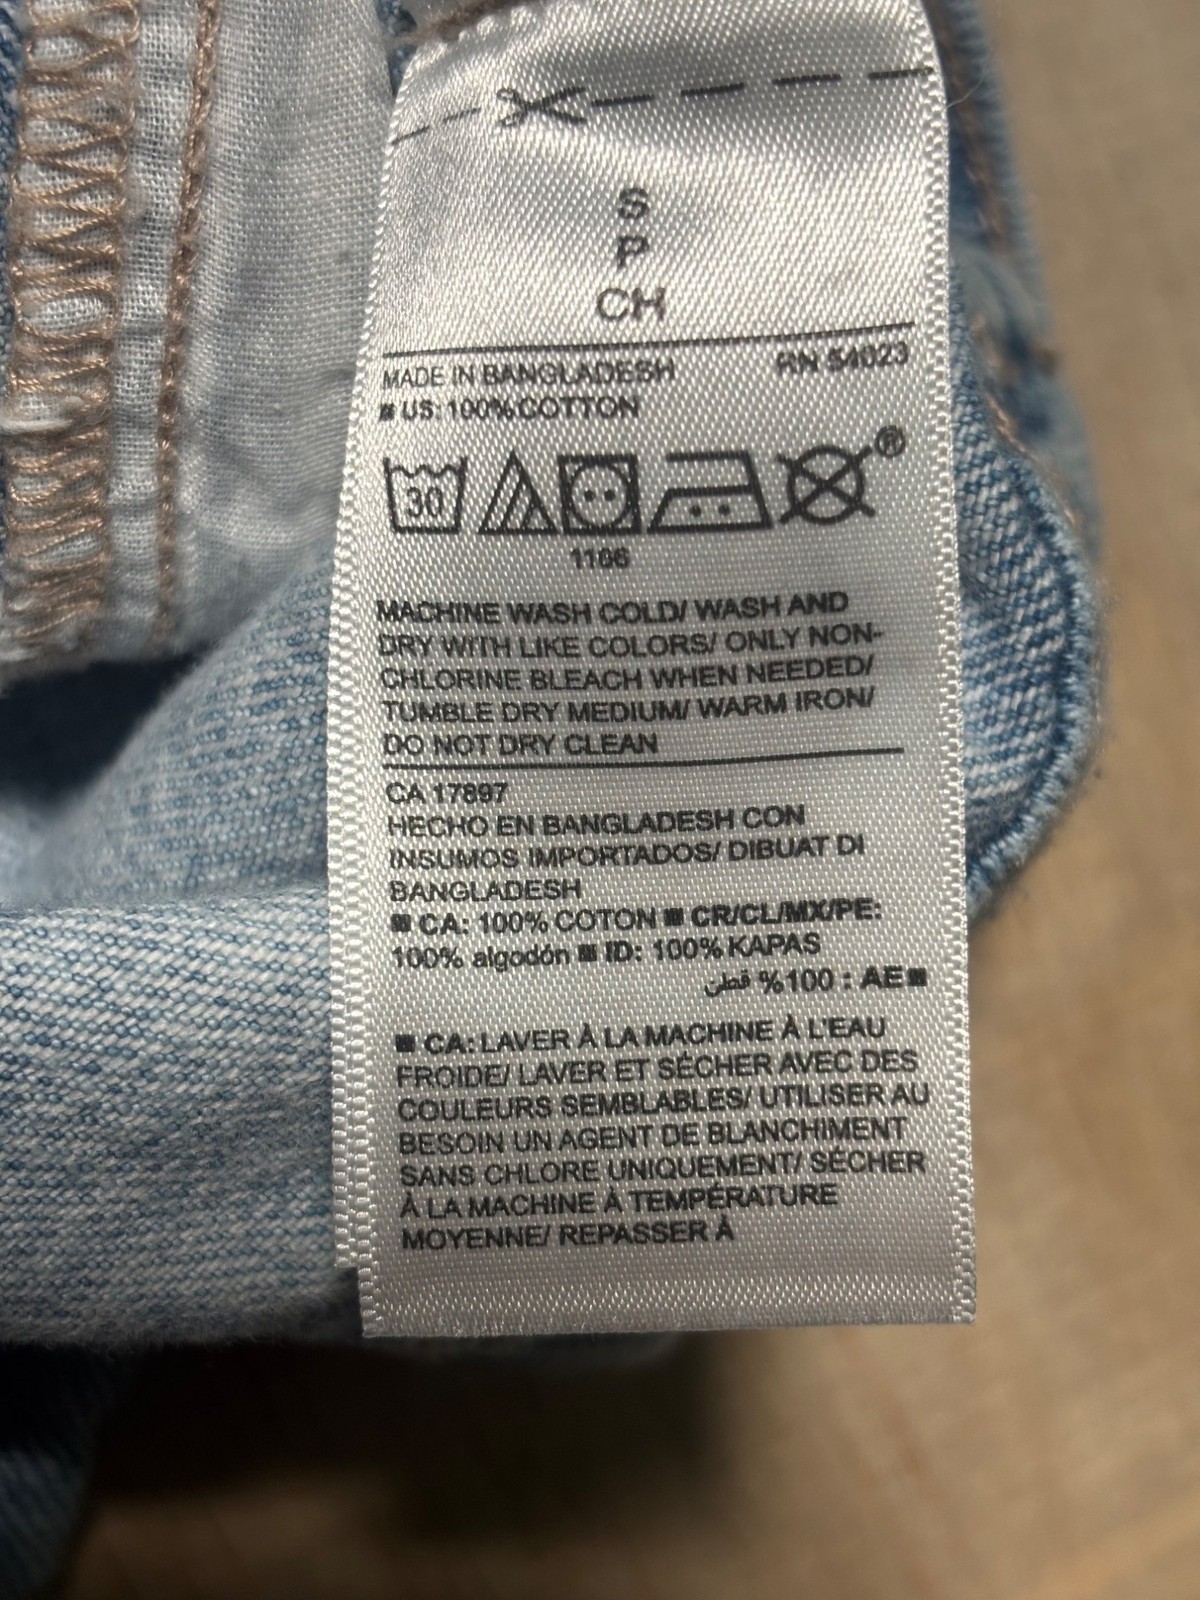 S
P
CH
MADE IN BANGLADESH RN 54023
■ US: 100% COTTON
30 ®
1166
MACHINE WASH COLD/ WASH AND
DRY WITH LIKE COLORS/ ONLY NON-
CHLORINE BLEACH WHEN NEEDED/
TUMBLE DRY MEDIUM/ WARM IRON/
DO NOT DRY CLEAN
CA 17897
HECHO EN BANGLADESH CON
INSUMOS IMPORTADOS/ DIBUAT DI
BANGLADESH
■ CA: 100% COTON ■ CR/CL/MX/PE:
100% algodón ■ ID: 100% KAPAS
■ AE : 100% قطن
■ CA: LAVER À LA MACHINE À L'EAU
FROIDE/ LAVER ET SÉCHER AVEC DES
COULEURS SEMBLABLES/ UTILISER AU
BESOIN UN AGENT DE BLANCHIMENT
SANS CHLORE UNIQUEMENT/ SÉCHER
À LA MACHINE À TEMPÉRATURE
MOYENNE/ REPASSER À